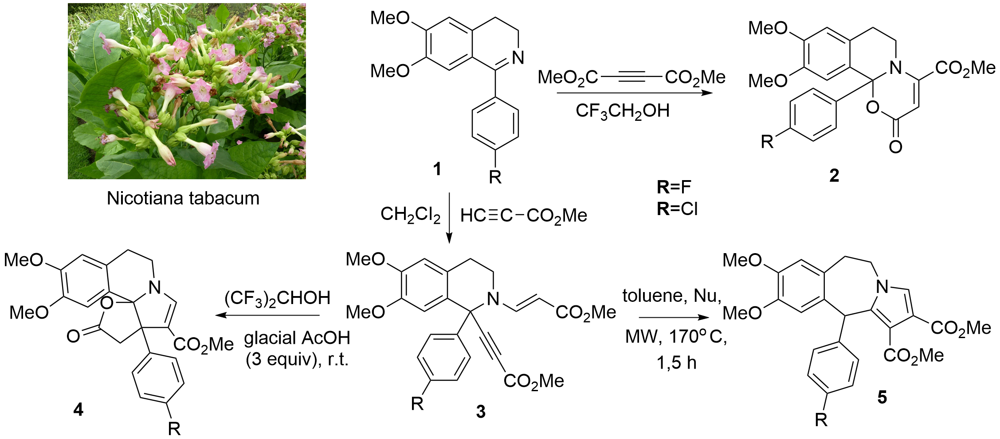 MeO
MeO
N
R
1
MeO₂C
CO₂Me
CF₃CH₂OH
MeO
MeO
N
CO₂Me
O
O
R
2
Nicotiana tabacum
R=F
R=Cl
CH₂Cl₂
HC≡C–CO₂Me
MeO
MeO
N
O
O
CO₂Me
R
4
(CF₃)₂CHOH
glacial AcOH
(3 equiv), r.t.
MeO
MeO
N
CO₂Me
CO₂Me
R
3
toluene, Nu,
MW, 170° C,
1,5 h
MeO
MeO
N
CO₂Me
CO₂Me
R
5